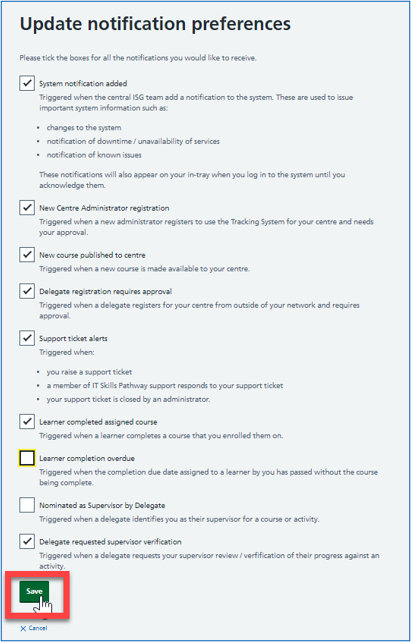 Update notification preferences
Please tick the boxes for all the notifications you would like to receive.
System notification added
Triggered when the central ISG team add a notification to the system. These are used to issue
important system information such as:
• changes to the system
• notification of downtime / unavailability of services
• notification of known issues
These notifications will also appear on your in-tray when you log in to the system until you
acknowledge them.
New Centre Administrator registration
Triggered when a new administrator registers to use the Tracking System for your centre and needs
your approval.
New course published to centre
Triggered when a new course is made available to your centre.
Delegate registration requires approval
Triggered when a delegate registers for your centre from outside of your network and requires
approval.
Support ticket alerts
Triggered when:
• you raise a support ticket
• a member of IT Skills Pathway support responds to your support ticket
• your support ticket is closed by an administrator.
Learner completed assigned course
Triggered when a learner completes a course that you enrolled them on.
Learner completion overdue
Triggered when the completion due date assigned to a learner by you has passed without the course
being complete.
Nominated as Supervisor by Delegate
Triggered when a delegate identifies you as their supervisor for a course or activity.
Delegate requested supervisor verification
Triggered when a delegate requests your supervisor review / verfification of their progress against an
activity.
Save
Cancel